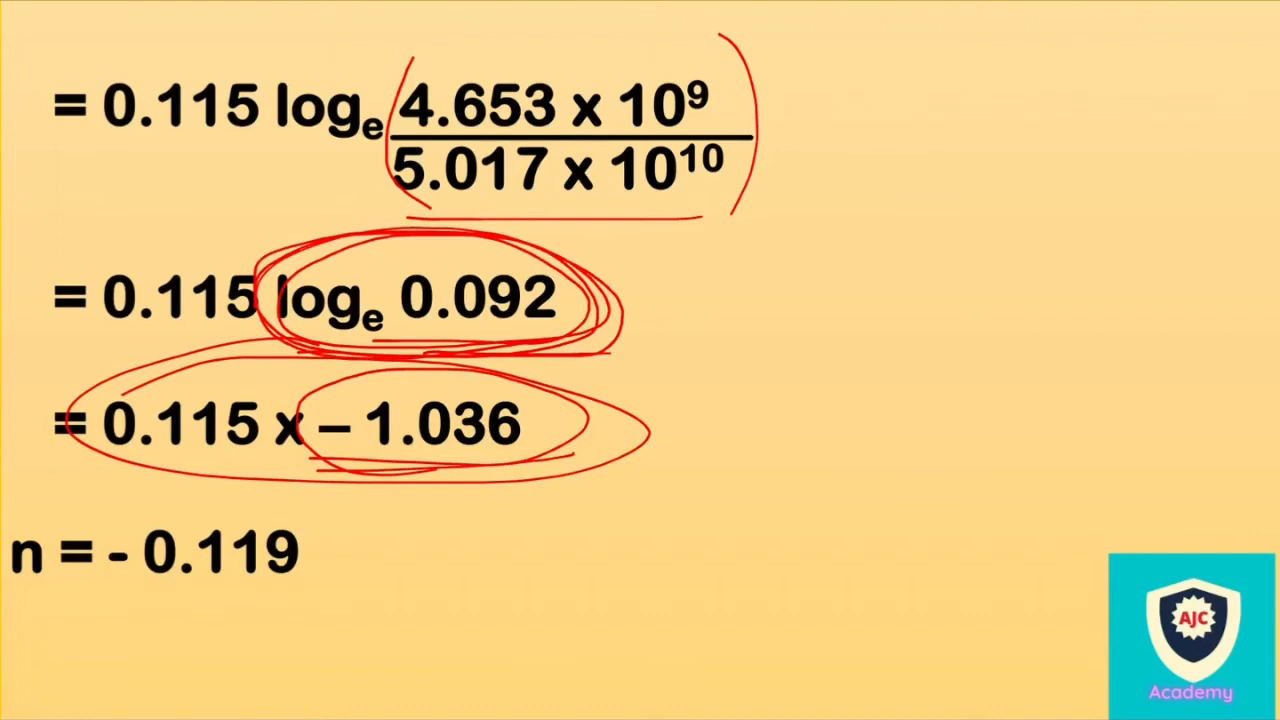 = 0.115 logₑ 4.653 x 10⁹
5.017 x 10¹⁰
= 0.115 logₑ 0.092
= 0.115 x – 1.036
n = - 0.119
AJC
Academy